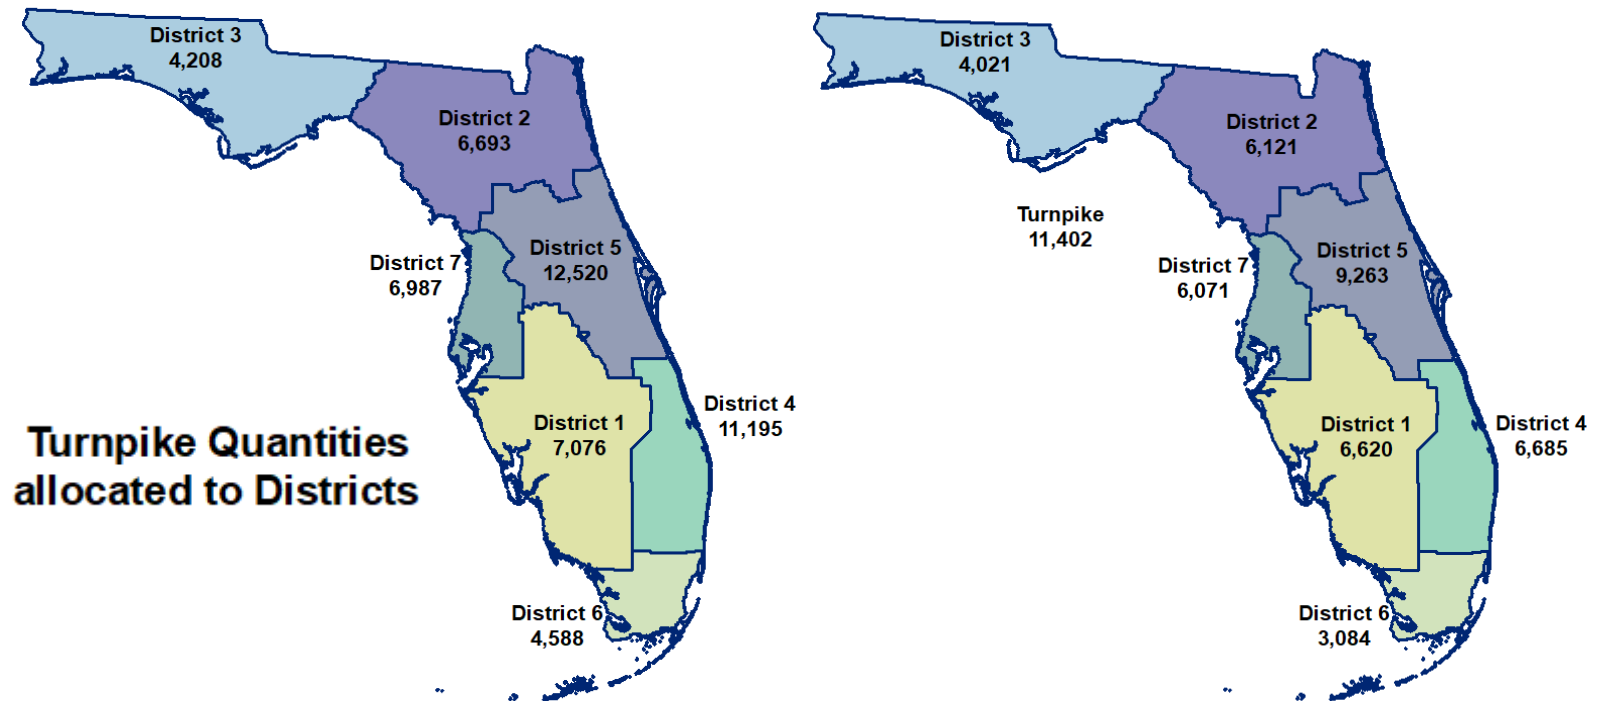 District 3
4,208
District 2
6,693
District 7
6,987
District 5
12,520
District 1
7,076
District 4
11,195
District 6
4,588
Turnpike Quantities
allocated to Districts
District 3
4,021
District 2
6,121
Turnpike
11,402
District 7
6,071
District 5
9,263
District 1
6,620
District 4
6,685
District 6
3,084